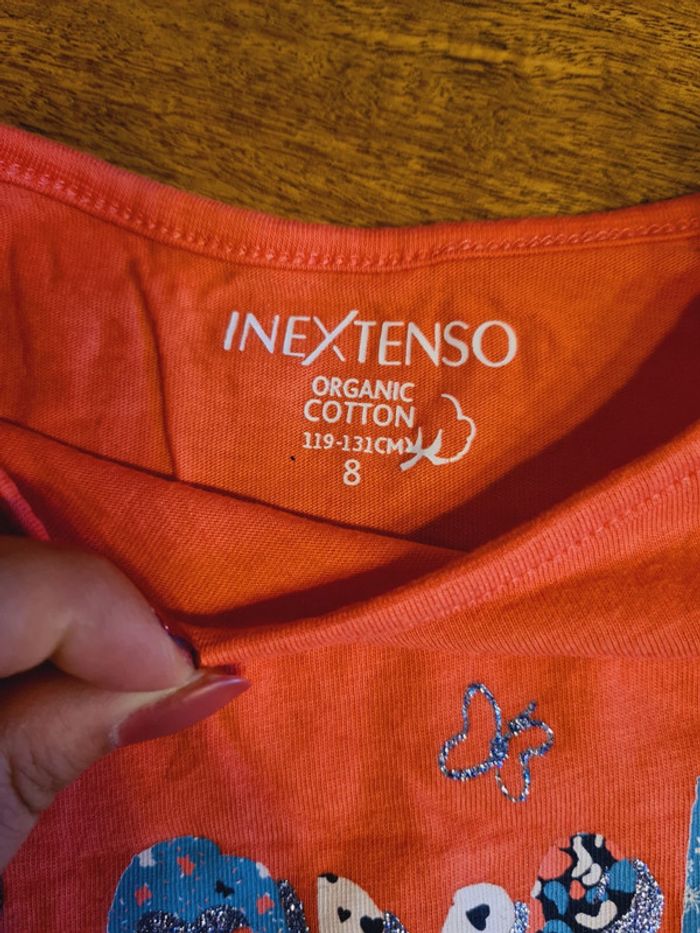 INEXTENSO
ORGANIC
COTTON
119-131CM
8